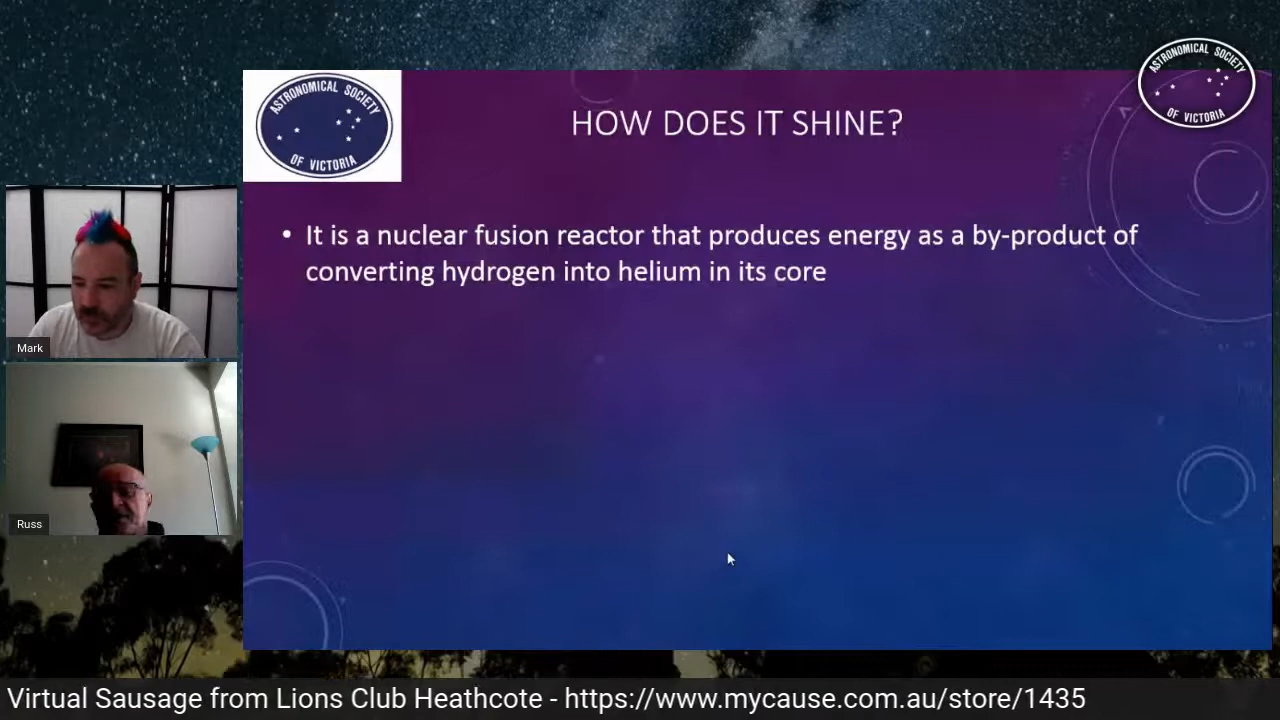 ASTRONOMICAL SOCIETY
OF VICTORIA
ASTRONOMICAL SOCIETY
OF VICTORIA
HOW DOES IT SHINE?
• It is a nuclear fusion reactor that produces energy as a by-product of
converting hydrogen into helium in its core
Mark
Russ
Virtual Sausage from Lions Club Heathcote - https://www.mycause.com.au/store/1435